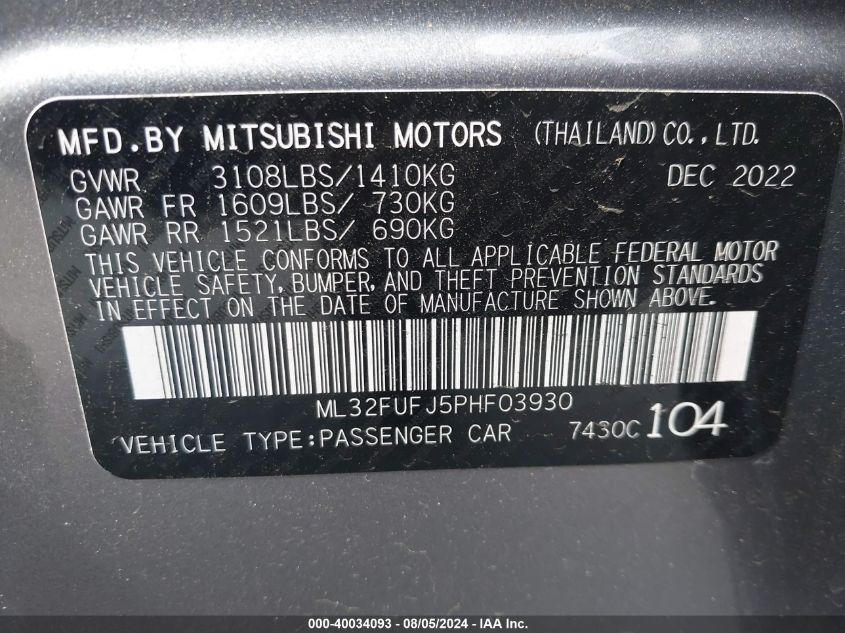 MFD.BY MITSUBISHI MOTORS (THAILAND) CO.,LTD.
GVWR 3108LBS/1410KG DEC 2022
GAWR FR 1609LBS/ 730KG
GAWR RR 1521LBS/ 690KG
THIS VEHICLE CONFORMS TO ALL APPLICABLE FEDERAL MOTOR
VEHICLE SAFETY, BUMPER, AND THEFT PREVENTION STANDARDS
IN EFFECT ON THE DATE OF MANUFACTURE SHOWN ABOVE.
ML32FUFJ5PHF03930
VEHICLE TYPE:PASSENGER CAR 7430C 104
000-40034093 - 08/05/2024 - IAAI.com